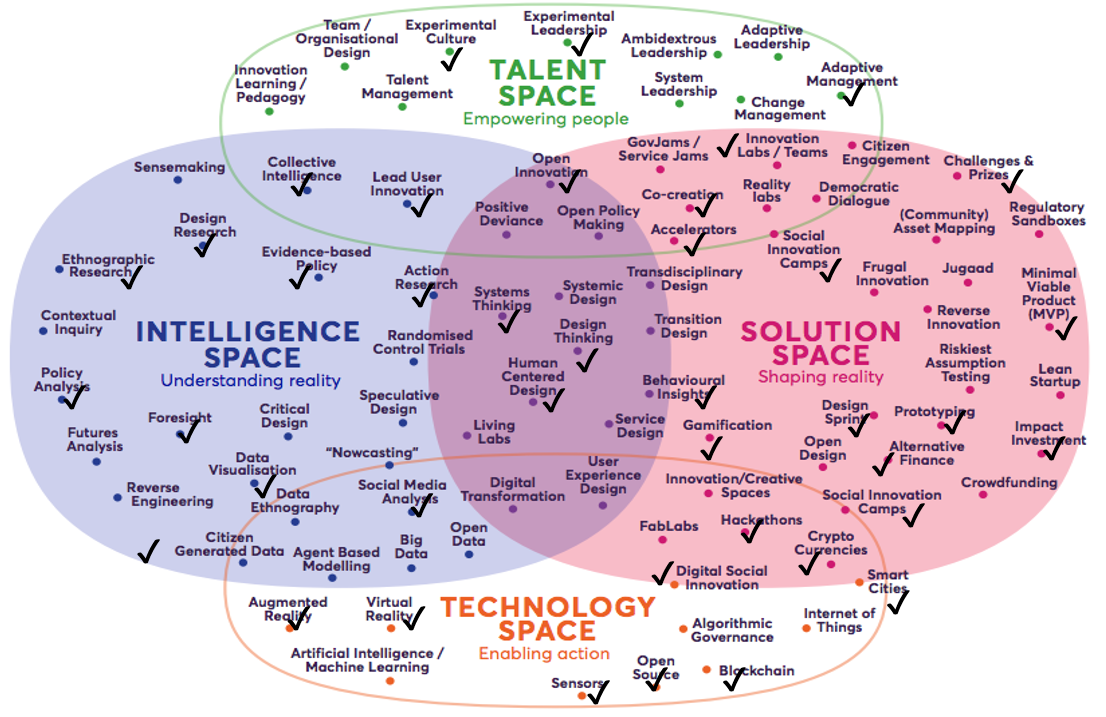 Team /
Organisational
Design
Experimental
Culture
Experimental
Leadership
Ambidextrous
Leadership
Adaptive
Leadership
Innovation
Learning /
Pedagogy
Talent
Management
TALENT
SPACE
Empowering people
System
Leadership
Adaptive
Management
Change
Management
Sensemaking
Collective
Intelligence
Lead User
Innovation
Open
Innovation
GovJams /
Service Jams
Innovation
Labs / Teams
Citizen
Engagement
Challenges &
Prizes
Co-creation
Reality
labs
Democratic
Dialogue
Regulatory
Sandboxes
Design
Research
Positive
Deviance
Open Policy
Making
Accelerators
(Community)
Asset Mapping
Social
Innovation
Camps
Ethnographic
Research
Evidence-based
Policy
Action
Research
Systems
Thinking
Systemic
Design
Transdisciplinary
Design
Frugal
Innovation
Jugaad
Minimal
Viable
Product
(MVP)
Contextual
Inquiry
INTELLIGENCE
SPACE
Understanding reality
Randomised
Control Trials
Design
Thinking
Transition
Design
SOLUTION
SPACE
Shaping reality
Reverse
Innovation
Riskiest
Assumption
Testing
Lean
Startup
Policy
Analysis
Human
Centered
Design
Behavioural
Insights
Foresight
Critical
Design
Speculative
Design
Living
Labs
Service
Design
Gamification
Design
Sprint
Prototyping
Impact
Investment
Futures
Analysis
Open
Design
Alternative
Finance
Data
Visualisation
"Nowcasting"
User
Experience
Design
Innovation/Creative
Spaces
Crowdfunding
Reverse
Engineering
Data
Ethnography
Social Media
Analysis
Digital
Transformation
Social Innovation
Camps
Citizen
Generated Data
Agent Based
Modelling
Big
Data
Open
Data
FabLabs
Hackathons
Crypto
Currencies
Digital Social
Innovation
Smart
Cities
Augmented
Reality
Virtual
Reality
TECHNOLOGY
SPACE
Enabling action
Algorithmic
Governance
Internet of
Things
Artificial Intelligence /
Machine Learning
Sensors
Open
Source
Blockchain